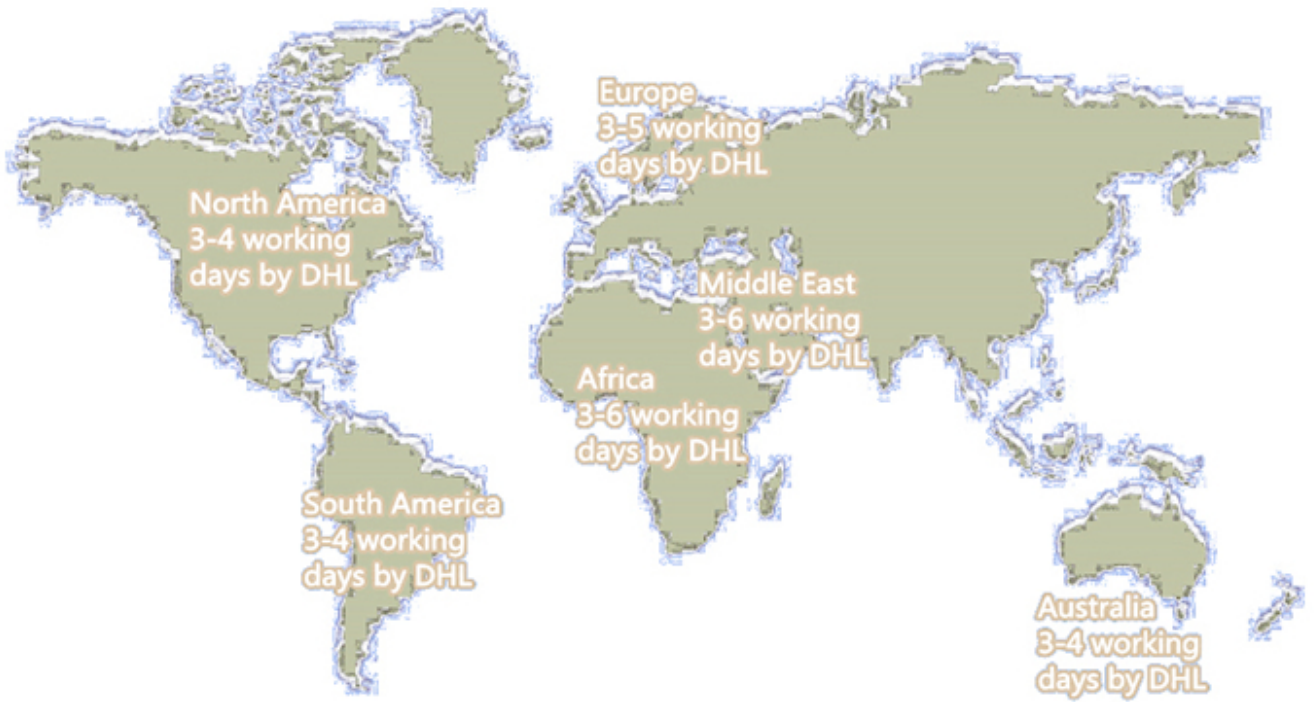 Europe
3-5 working
days by DHL
North America
3-4 working
days by DHL
Middle East
3-6 working
days by DHL
Africa
3-6 working
days by DHL
South America
3-4 working
days by DHL
Australia
3-4 working
days by DHL